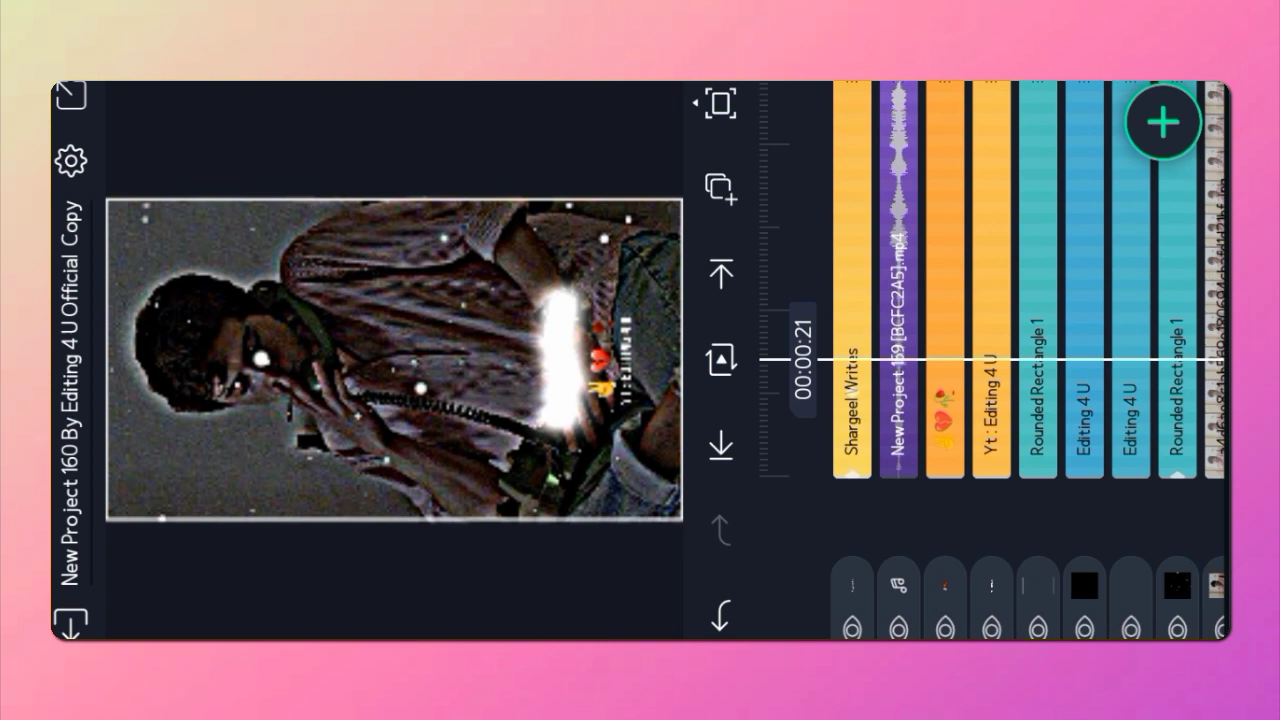 New Project 160 By Editing 4 U Official Copy
00:00:21
Shargeel Writes
New Project 159 [BCFC2A5].mp4
👋💔🥀
Yt : Editing 4 U
Rounded Rectangle 1
Editing 4 U
Editing 4 U
Rounded Rectangle 1